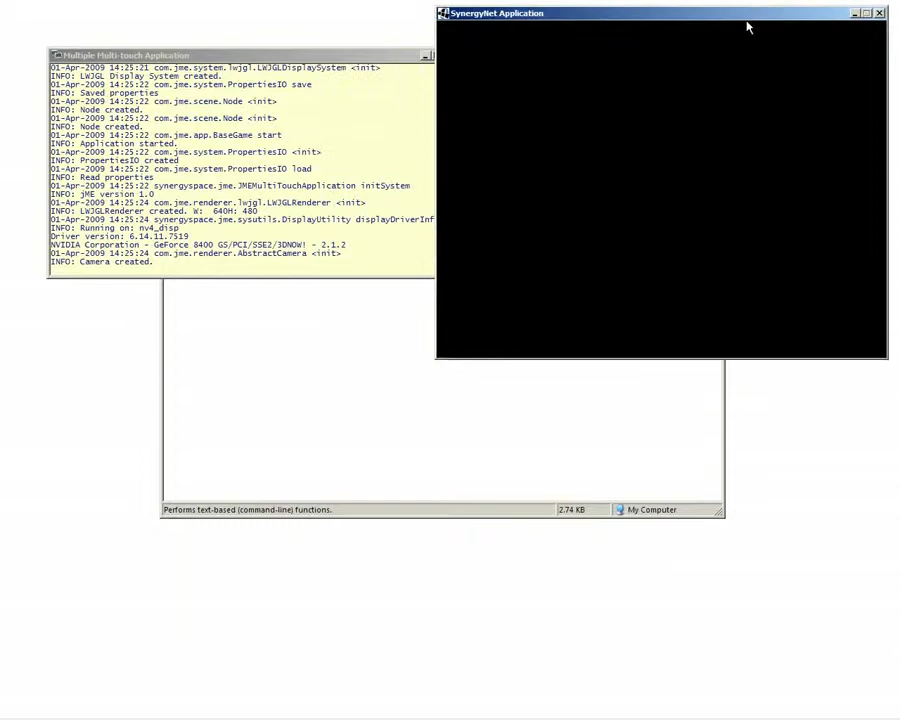 SynergyNet Application
Multiple Multi-touch Application
01-Apr-2009 14:25:21 com.jme.system.lwjgl.LWJGLDisplaySystem <init>
INFO: LWJGL Display System created.
01-Apr-2009 14:25:22 com.jme.system.PropertiesIO save
INFO: Saved properties
01-Apr-2009 14:25:22 com.jme.scene.Node <init>
INFO: Node created.
01-Apr-2009 14:25:22 com.jme.scene.Node <init>
INFO: Node created.
01-Apr-2009 14:25:22 com.jme.app.BaseGame start
INFO: Application started.
01-Apr-2009 14:25:22 com.jme.system.PropertiesIO <init>
INFO: PropertiesIO created
01-Apr-2009 14:25:22 com.jme.system.PropertiesIO load
INFO: Read properties
01-Apr-2009 14:25:22 synergyspace.jme.JMEMultiTouchApplication initSystem
INFO: jME version 1.0
01-Apr-2009 14:25:24 com.jme.renderer.lwjgl.LWJGLRenderer <init>
INFO: LWJGLRenderer created. W:  640H: 480
01-Apr-2009 14:25:24 synergyspace.jme.sysutils.DisplayUtility displayDriverInf
INFO: Running on: nv4_disp
Driver version: 6.14.11.7519
NVIDIA Corporation - GeForce 8400 GS/PCI/SSE2/3DNOW! - 2.1.2
01-Apr-2009 14:25:24 com.jme.renderer.AbstractCamera <init>
INFO: Camera created.
Performs text-based (command-line) functions. 2.74 KB My Computer